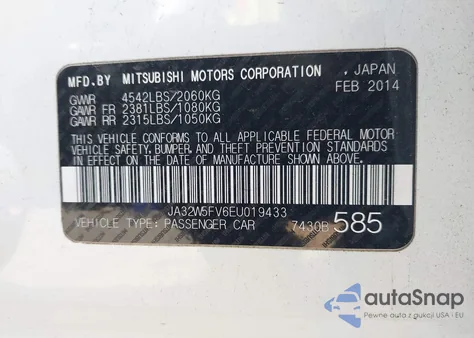 MFD.BY MITSUBISHI MOTORS CORPORATION , JAPAN
GVWR 4542LBS/2060KG FEB 2014
GAWR FR 2381LBS/1080KG
GAWR RR 2315LBS/1050KG
THIS VEHICLE CONFORMS TO ALL APPLICABLE FEDERAL MOTOR
VEHICLE SAFETY, BUMPER, AND THEFT PREVENTION STANDARDS
IN EFFECT ON THE DATE OF MANUFACTURE SHOWN ABOVE.
JA32W5FV6EU019433
VEHICLE TYPE: PASSENGER CAR 7430B 585
autoSnap
Pewne auta z aukcji USA - EU